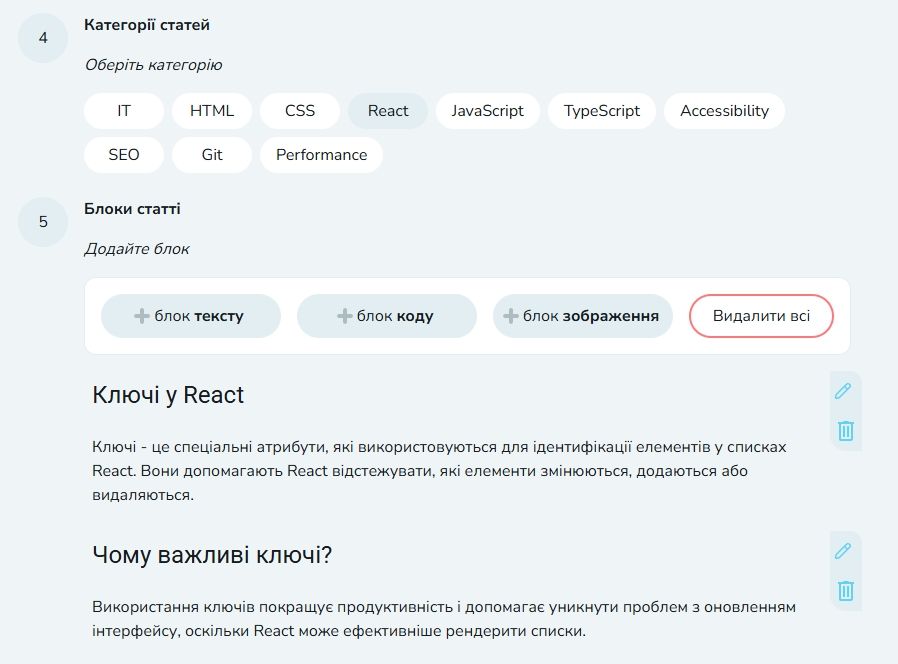 4
Категорії статей
Оберіть категорію
IT HTML CSS React JavaScript TypeScript Accessibility
SEO Git Performance
5
Блоки статті
Додайте блок
блок тексту блок коду блок зображення Видалити всі
Ключі у React
Ключі - це спеціальні атрибути, які використовуються для ідентифікації елементів у списках
React. Вони допомагають React відстежувати, які елементи змінюються, додаються або
видаляються.
Чому важливі ключі?
Використання ключів покращує продуктивність і допомагає уникнути проблем з оновленням
інтерфейсу, оскільки React може ефективніше рендерити списки.